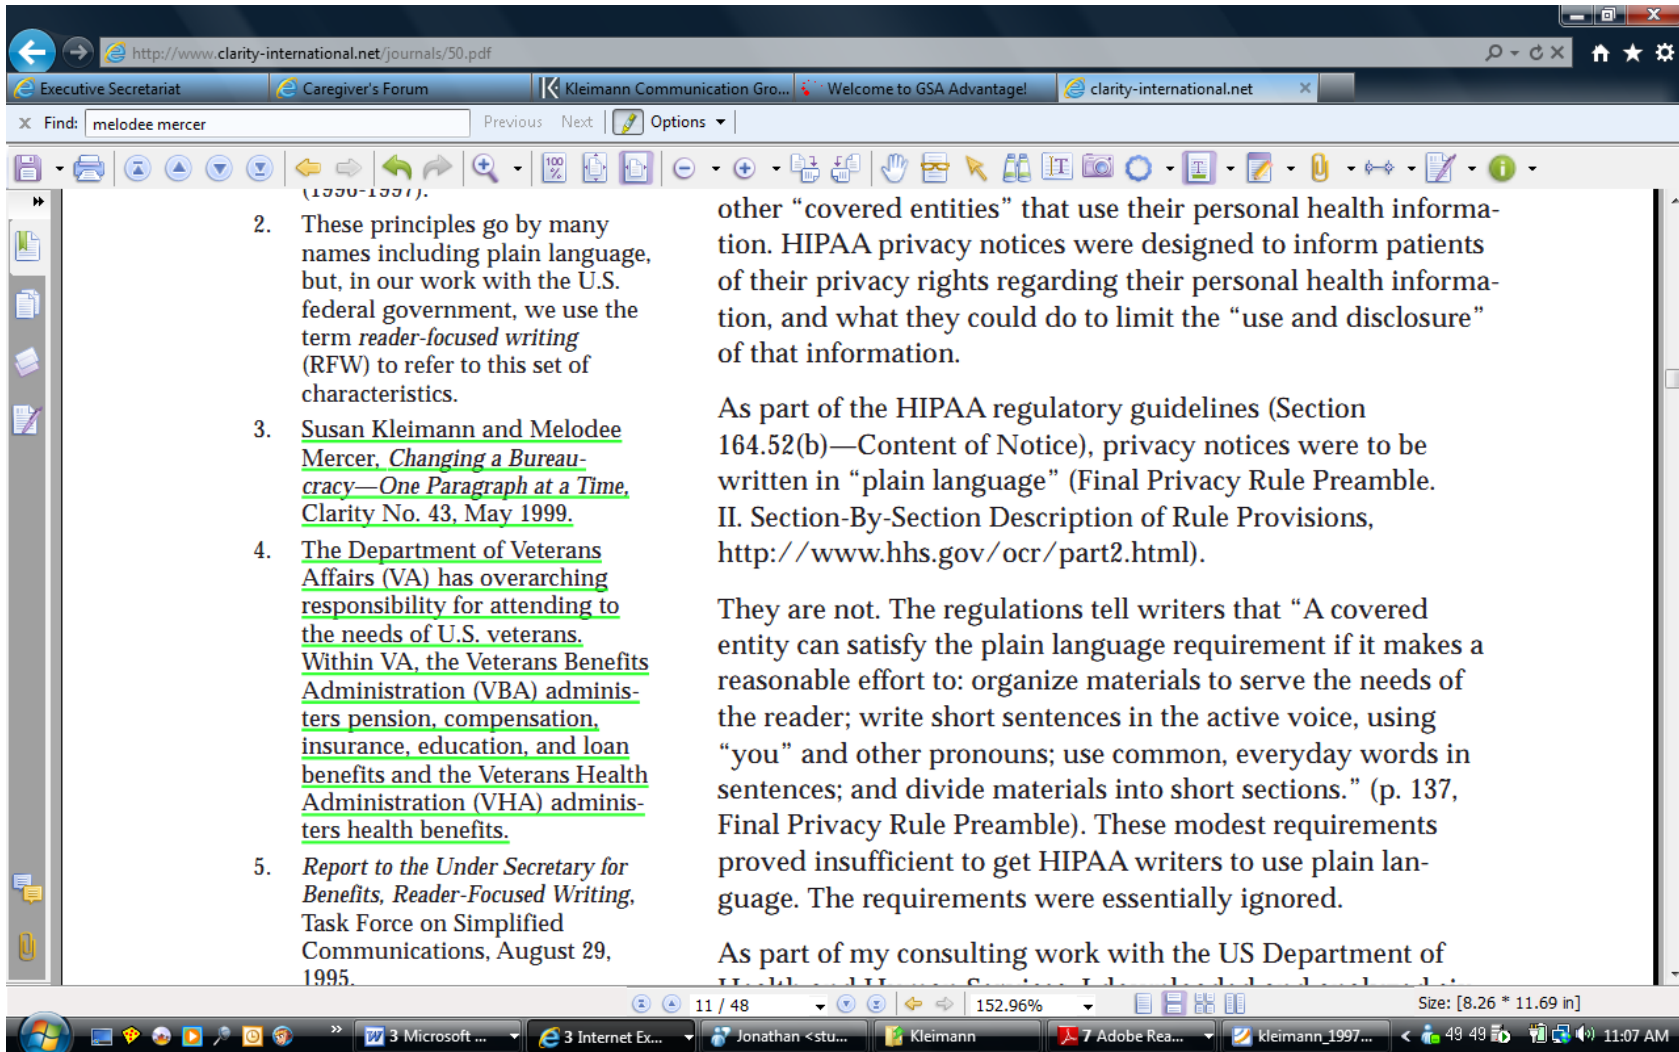 http://www.clarity-international.net/journals/50.pdf
Executive Secretariat
Caregiver's Forum
Kleimann Communication Gro...
Welcome to GSA Advantage!
clarity-international.net
x Find: melodee mercer
Previous Next
Options
100 %
(1996-1997).
2. These principles go by many
names including plain language,
but, in our work with the U.S.
federal government, we use the
term reader-focused writing
(RFW) to refer to this set of
characteristics.
3. Susan Kleimann and Melodee
Mercer, Changing a Bureau-
cracy—One Paragraph at a Time,
Clarity No. 43, May 1999.
4. The Department of Veterans
Affairs (VA) has overarching
responsibility for attending to
the needs of U.S. veterans.
Within VA, the Veterans Benefits
Administration (VBA) adminis-
ters pension, compensation,
insurance, education, and loan
benefits and the Veterans Health
Administration (VHA) adminis-
ters health benefits.
5. Report to the Under Secretary for
Benefits, Reader-Focused Writing,
Task Force on Simplified
Communications, August 29,
1995.
other “covered entities” that use their personal health informa-
tion. HIPAA privacy notices were designed to inform patients
of their privacy rights regarding their personal health informa-
tion, and what they could do to limit the “use and disclosure”
of that information.
As part of the HIPAA regulatory guidelines (Section
164.52(b)—Content of Notice), privacy notices were to be
written in “plain language” (Final Privacy Rule Preamble.
II. Section-By-Section Description of Rule Provisions,
http://www.hhs.gov/ocr/part2.html).
They are not. The regulations tell writers that “A covered
entity can satisfy the plain language requirement if it makes a
reasonable effort to: organize materials to serve the needs of
the reader; write short sentences in the active voice, using
“you” and other pronouns; use common, everyday words in
sentences; and divide materials into short sections.” (p. 137,
Final Privacy Rule Preamble). These modest requirements
proved insufficient to get HIPAA writers to use plain lan-
guage. The requirements were essentially ignored.
As part of my consulting work with the US Department of
11 / 48
152.96%
Size: [8.26 * 11.69 in]
3 Microsoft ...
3 Internet Ex...
Jonathan <stu...
Kleimann
7 Adobe Rea...
kleimann_1997...
49 49
11:07 AM